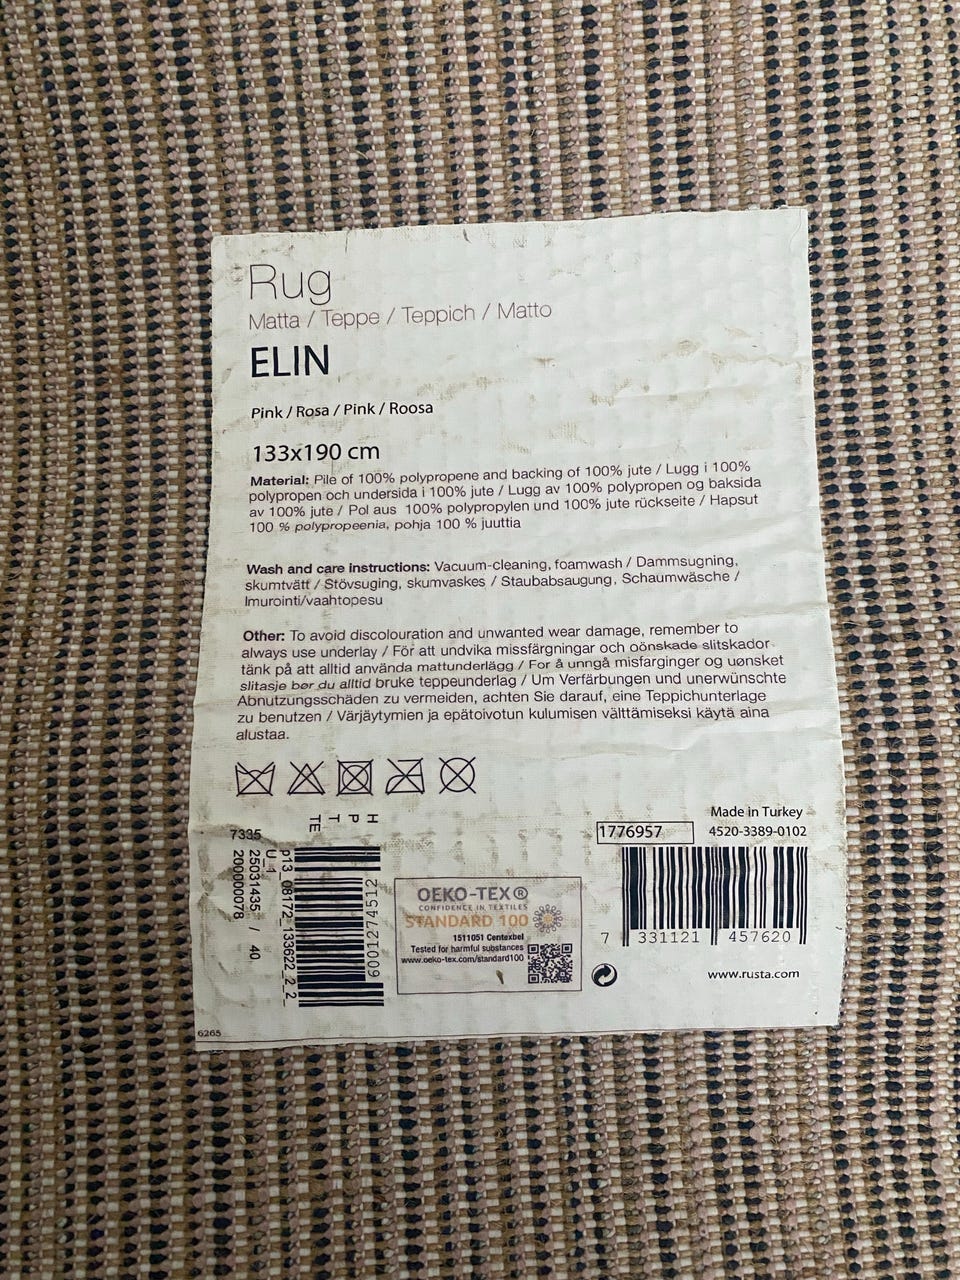 Rug
Matta / Teppe / Teppich / Matto
ELIN
Pink / Rosa / Pink / Roosa
133x190 cm
Material: Pile of 100% polypropene and backing of 100% jute / Lugg i 100%
polypropen och undersida i 100% jute / Lugg av 100% polypropen og baksida
av 100% jute / Pol aus 100% polypropylen und 100% jute rückseite / Hapsut
100 % polypropeenia, pohja 100 % juuttia
Wash and care instructions: Vacuum-cleaning, foamwash / Dammsugning,
skumtvätt / Stövsuging, skumvaskes / Staubabsaugung, Schaumwäsche /
Imurointi/vaahtopesu
Other: To avoid discolouration and unwanted wear damage, remember to
always use underlay / För att undvika missfärgningar och oönskade slitskador
tänk på att alltid använda mattunderlägg / For å unngå misfarginger og uønsket
slitasje bør du alltid bruke teppeunderlag / Um Verfärbungen und unerwünschte
Abnutzungsschäden zu vermeiden, achten Sie darauf, eine Teppichunterlage
zu benutzen / Värjäytymien ja epätoivotun kulumisen välttämiseksi käytä aina
alustaa.
H
P
T
TE
7335
p13_08172_133622_2_2_
U_1
25031435 / 40
200000078
6001274512
OEKO-TEX®
CONFIDENCE IN TEXTILES
STANDARD 100
1511051 Centexbel
Tested for harmful substances
www.oeko-tex.com/standard100
Made in Turkey
1776957
4520-3389-0102
7 331121 457620
www.rusta.com
6265